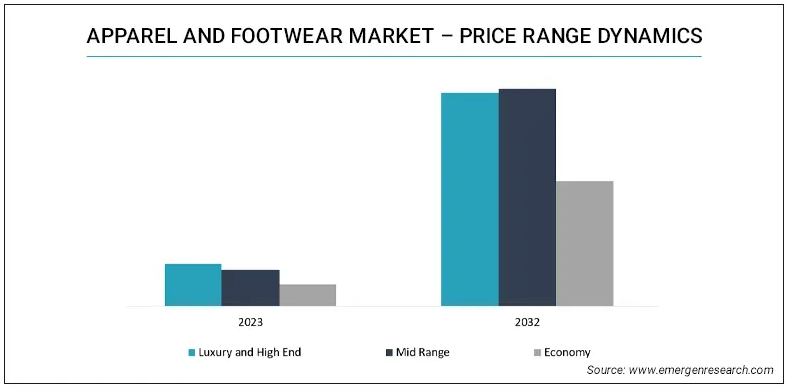 APPAREL AND FOOTWEAR MARKET – PRICE RANGE DYNAMICS
2023 2032
Luxury and High End Mid Range Economy
Source: www.emergenresearch.com